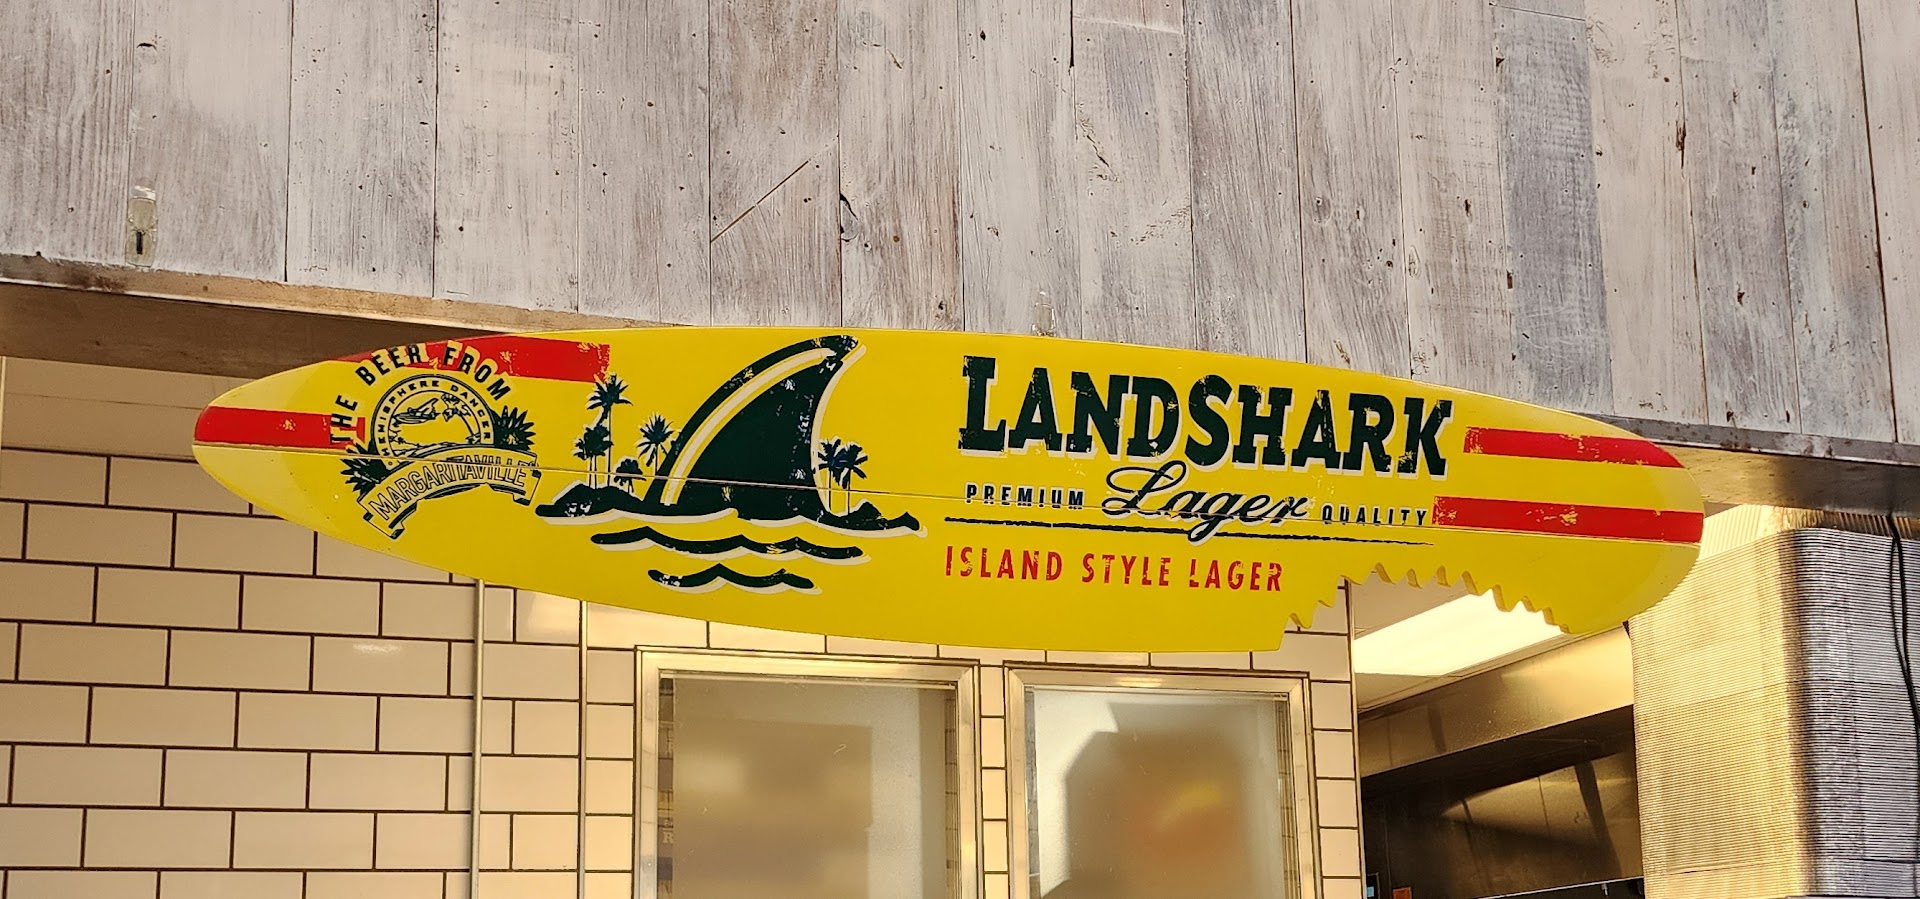 THE BEER FROM
HEMISPHERE DANCER
MARGARITAVILLE
LANDSHARK
PREMIUM Lager QUALITY
ISLAND STYLE LAGER